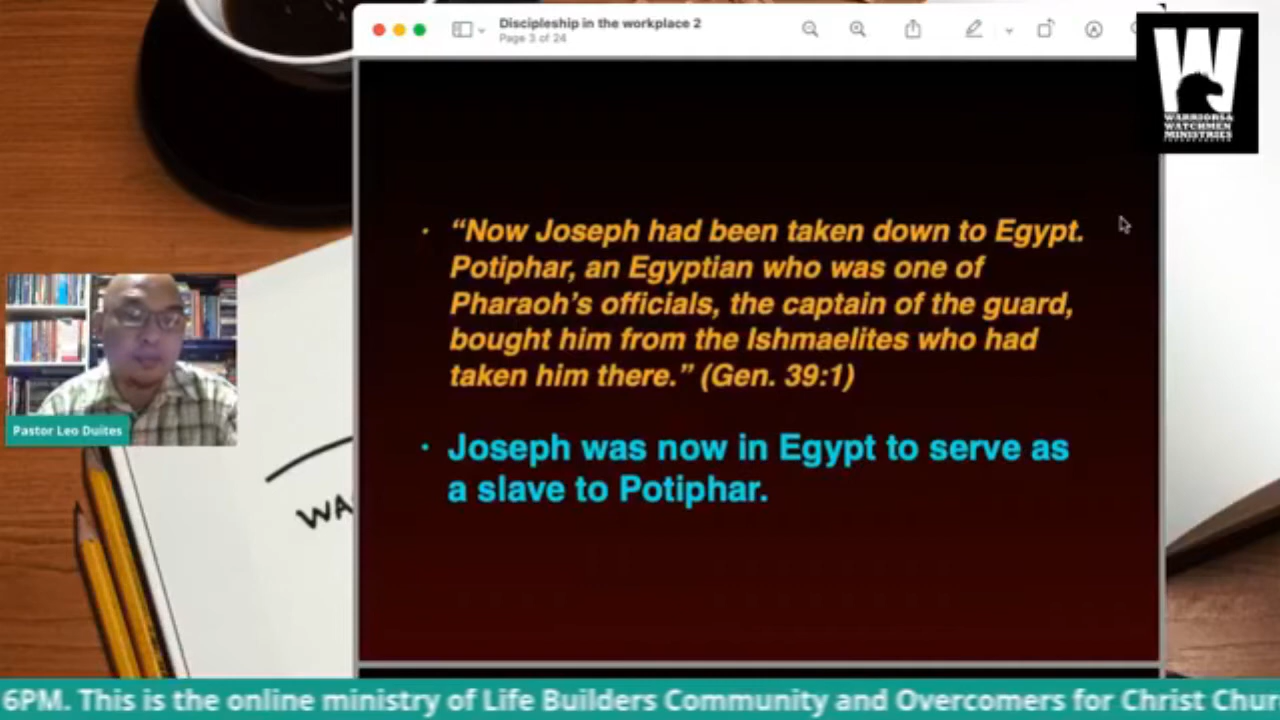 Discipleship in the workplace 2
Page 3 of 24
W
WARRIORS &
WATCHMEN
MINISTRIES
INCORPORATED
· “Now Joseph had been taken down to Egypt.
Potiphar, an Egyptian who was one of
Pharaoh’s officials, the captain of the guard,
bought him from the Ishmaelites who had
taken him there.” (Gen. 39:1)
· Joseph was now in Egypt to serve as
a slave to Potiphar.
Pastor Leo Duites
WA
6PM. This is the online ministry of Life Builders Community and Overcomers for Christ Chur